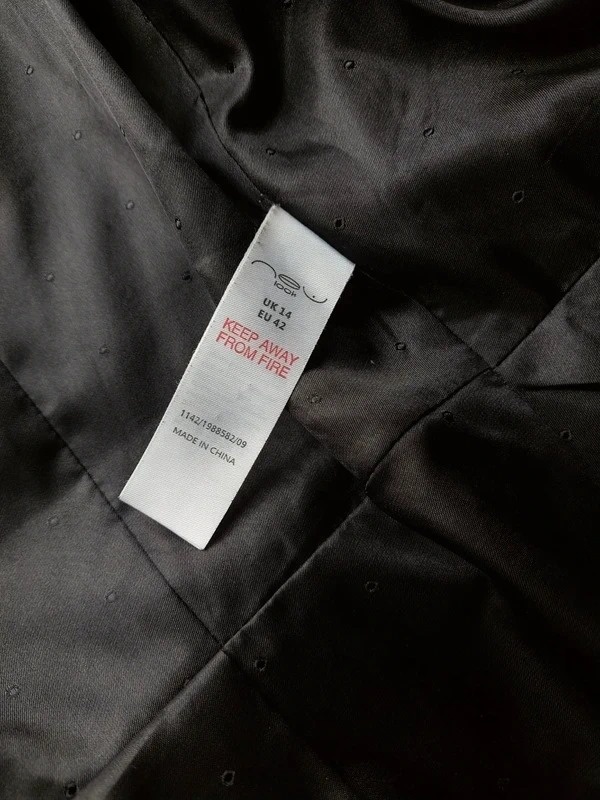 new
look
UK 14
EU 42
KEEP AWAY
FROM FIRE
1142/1988582/09
MADE IN CHINA